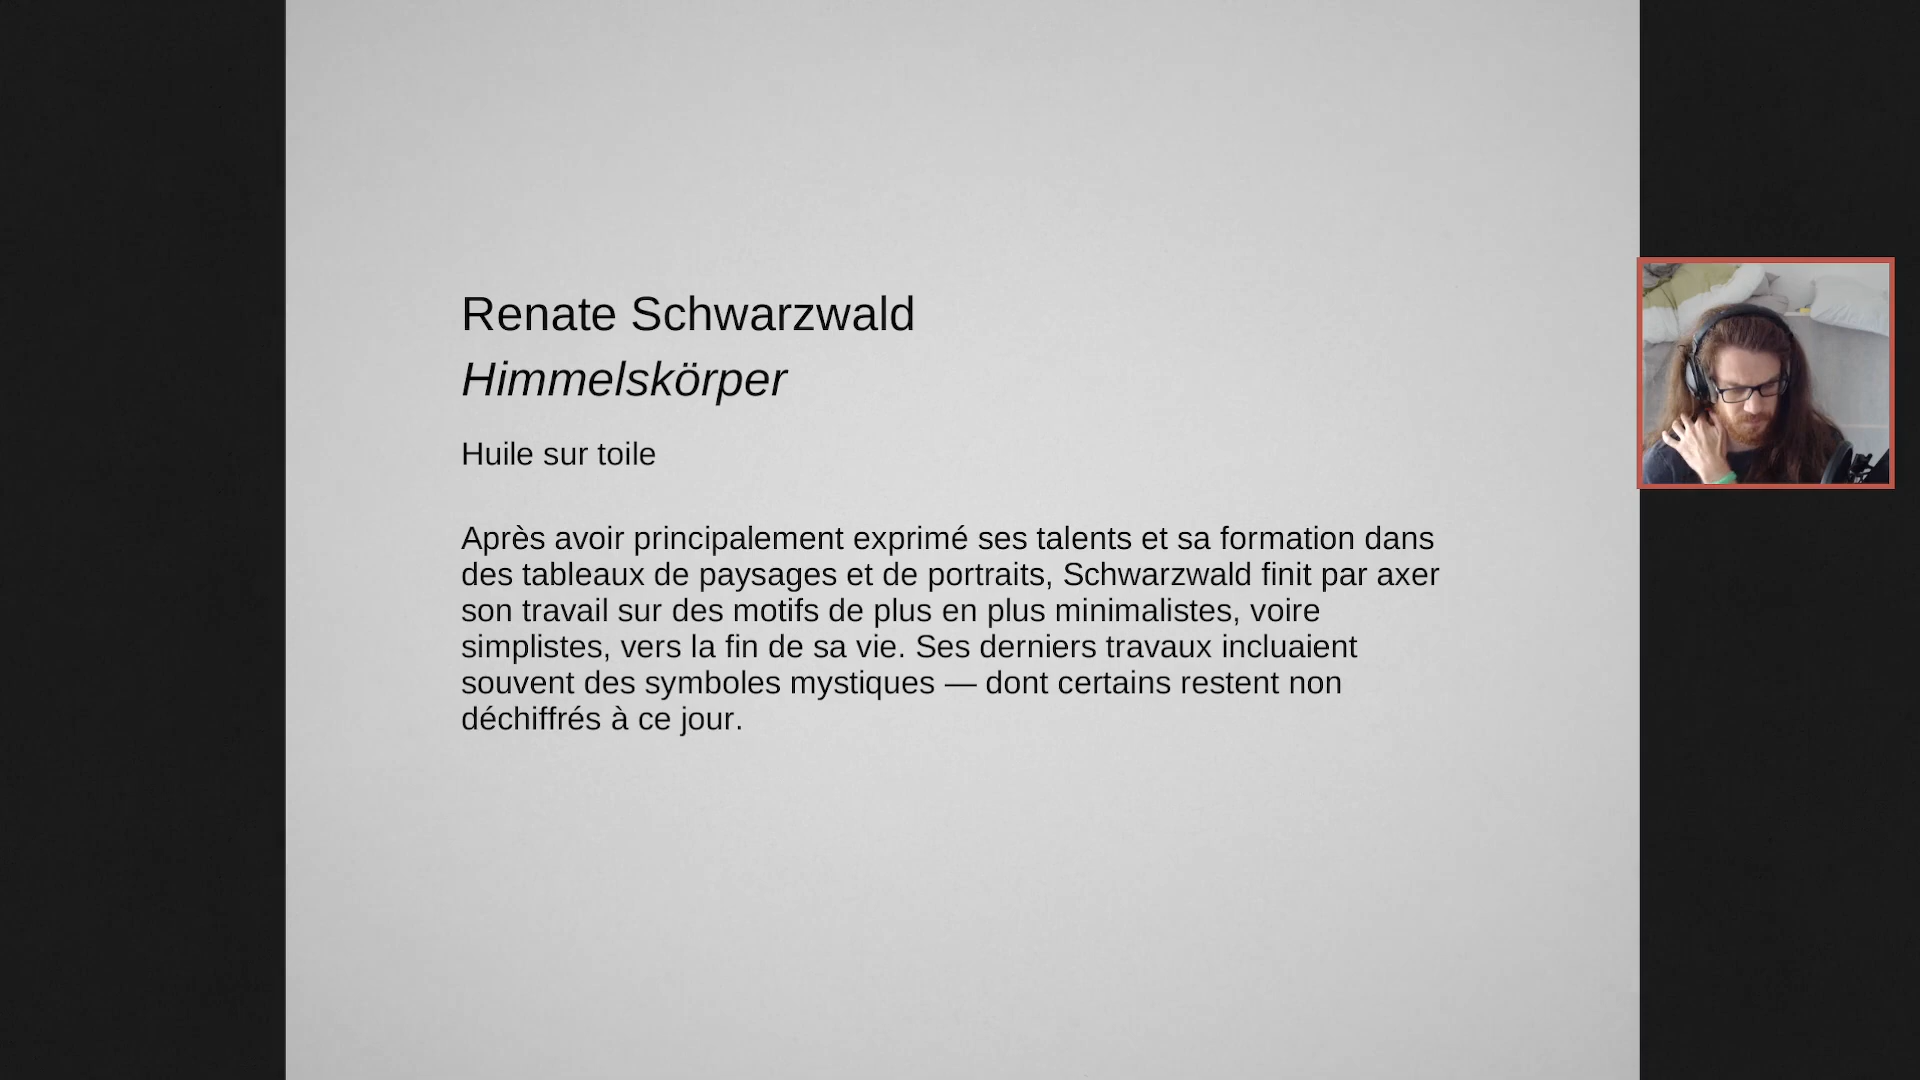 Renate Schwarzwald
Himmelskörper
Huile sur toile
Après avoir principalement exprimé ses talents et sa formation dans
des tableaux de paysages et de portraits, Schwarzwald finit par axer
son travail sur des motifs de plus en plus minimalistes, voire
simplistes, vers la fin de sa vie. Ses derniers travaux incluaient
souvent des symboles mystiques — dont certains restent non
déchiffrés à ce jour.